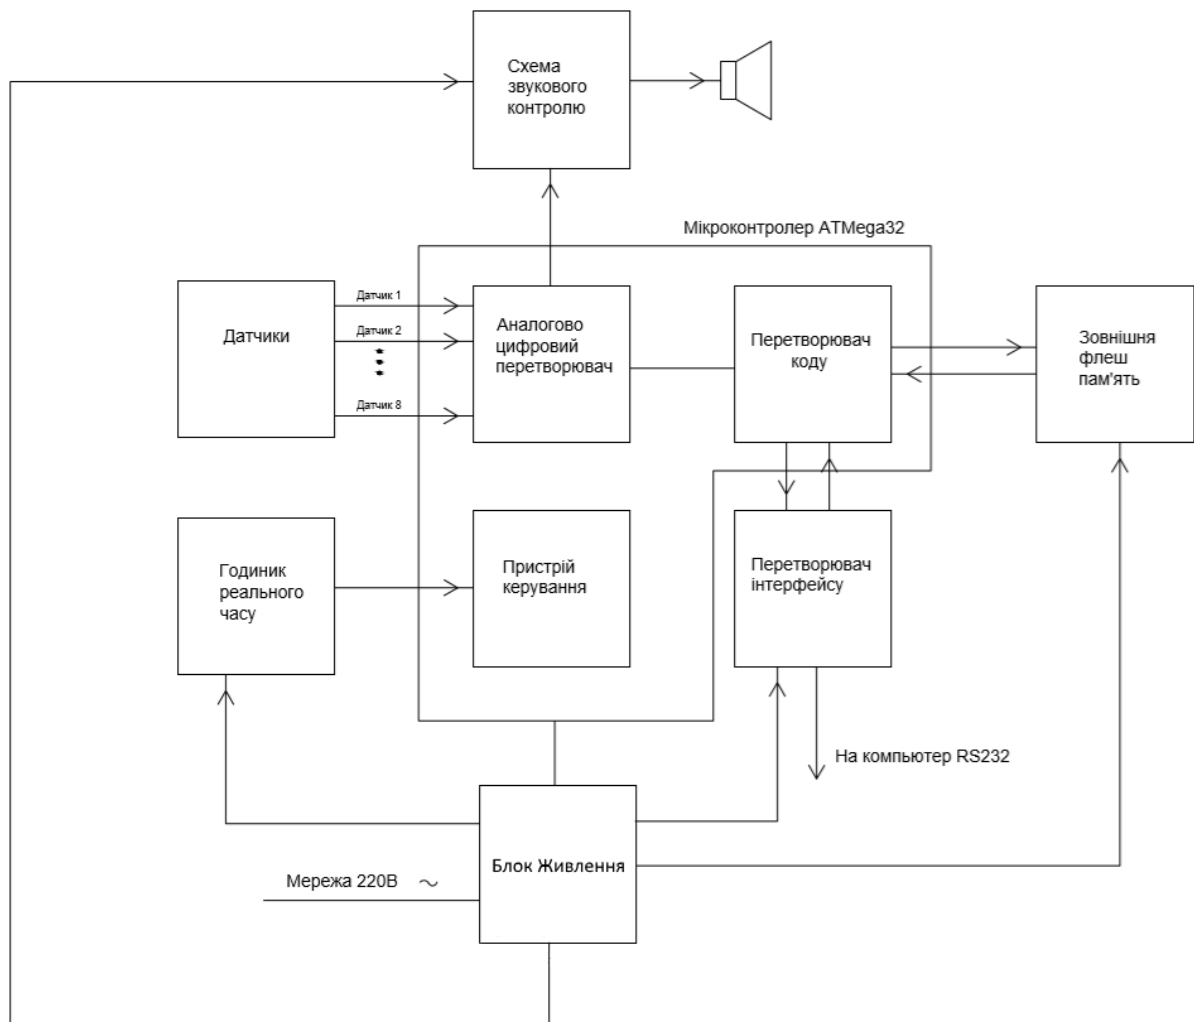 Схема
звукового
контролю
Мікроконтролер ATMega32
Датчики
Датчик 1
Датчик 2
Датчик 8
Аналогово
цифровий
перетворювач
Перетворювач
коду
Зовнішня
флеш
пам'ять
Годиник
реального
часу
Пристрій
керування
Перетворювач
інтерфейсу
На компьютер RS232
Блок Живлення
Мережа 220В ~